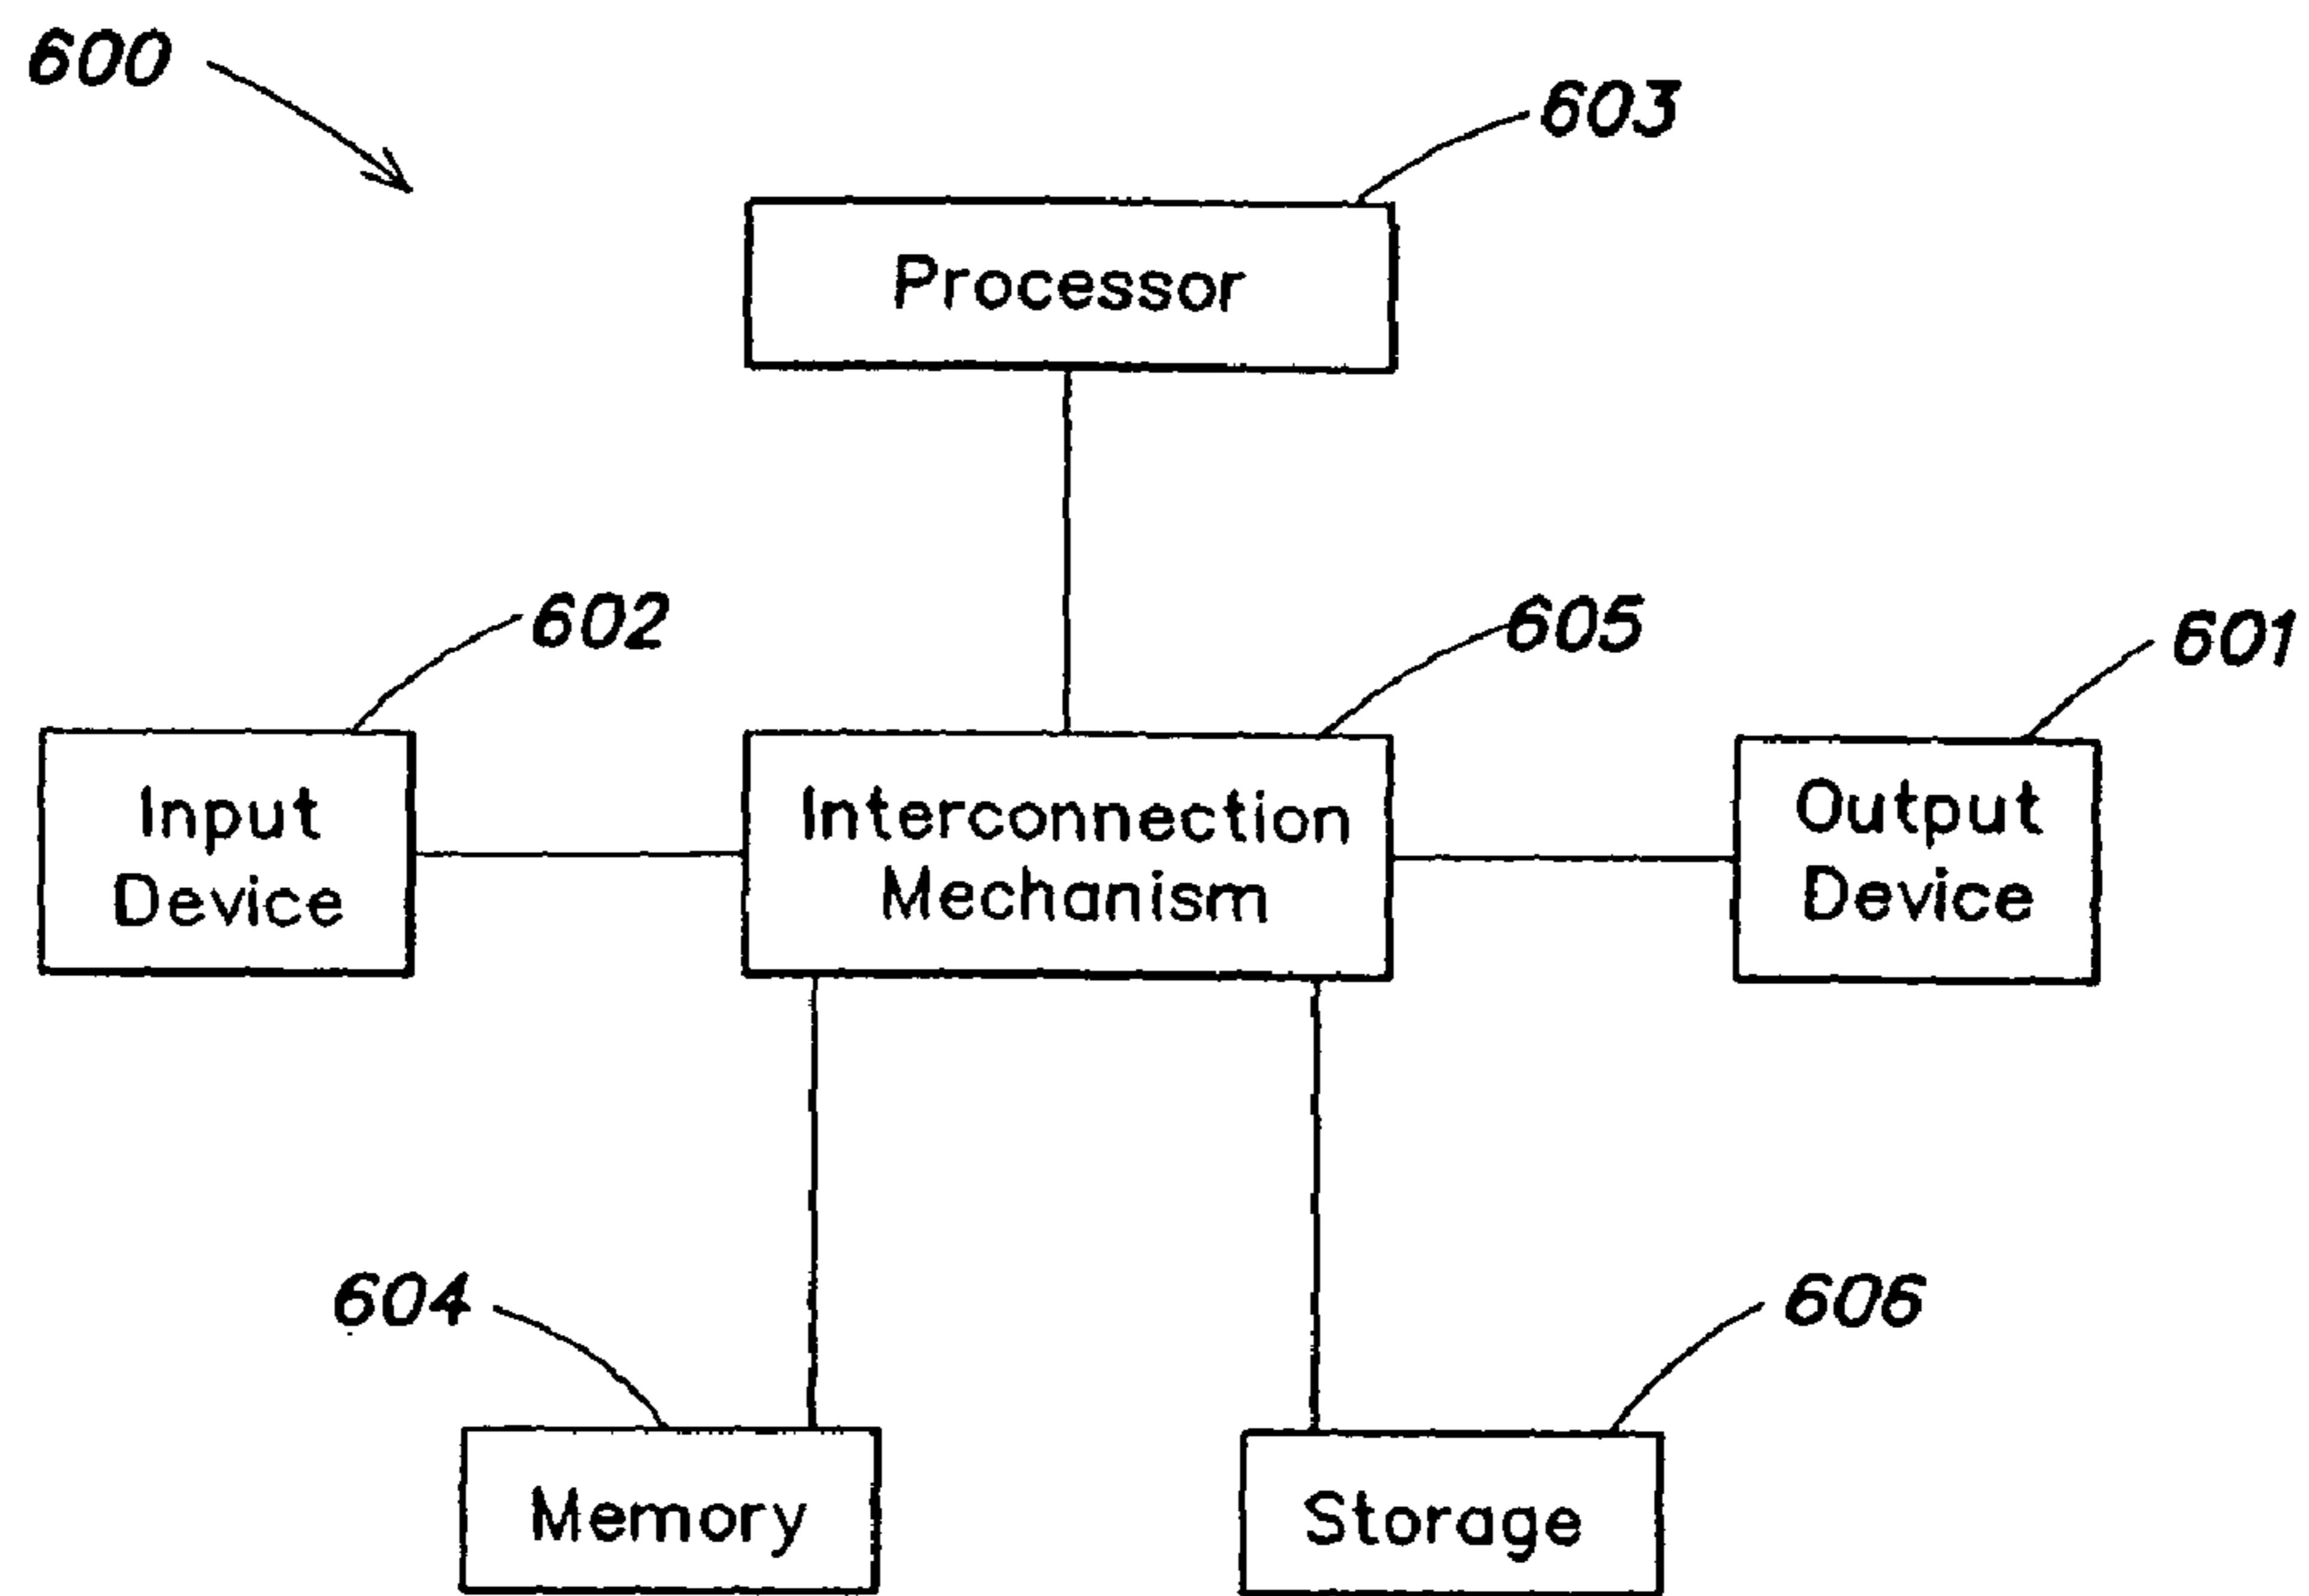 600
603
Processor
602
605
601
Input
Device
Interconnection
Mechanism
Output
Device
604
606
Memory
Storage